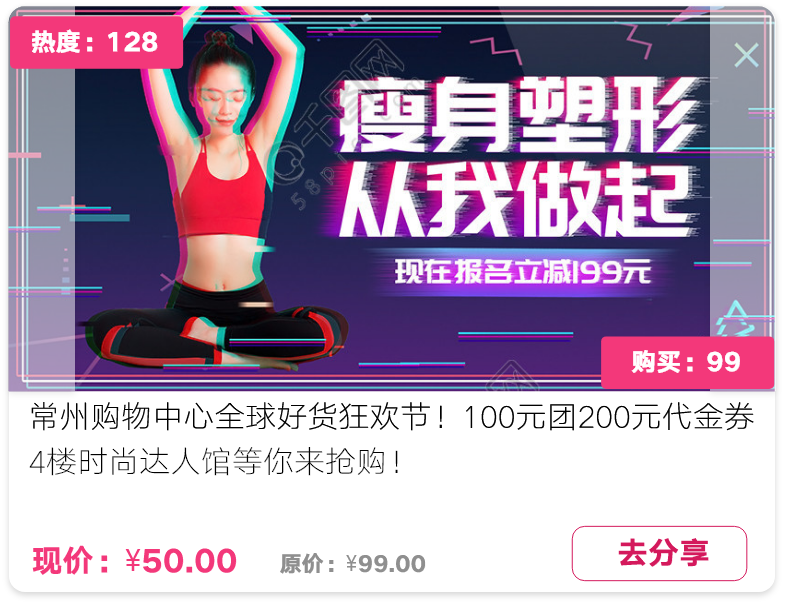 热度：128
瘦身塑形
从我做起
现在报名立减199元
购买：99
常州购物中心全球好货狂欢节！100元团200元代金券
4楼时尚达人馆等你来抢购！
现价：¥50.00 原价：¥99.00
去分享